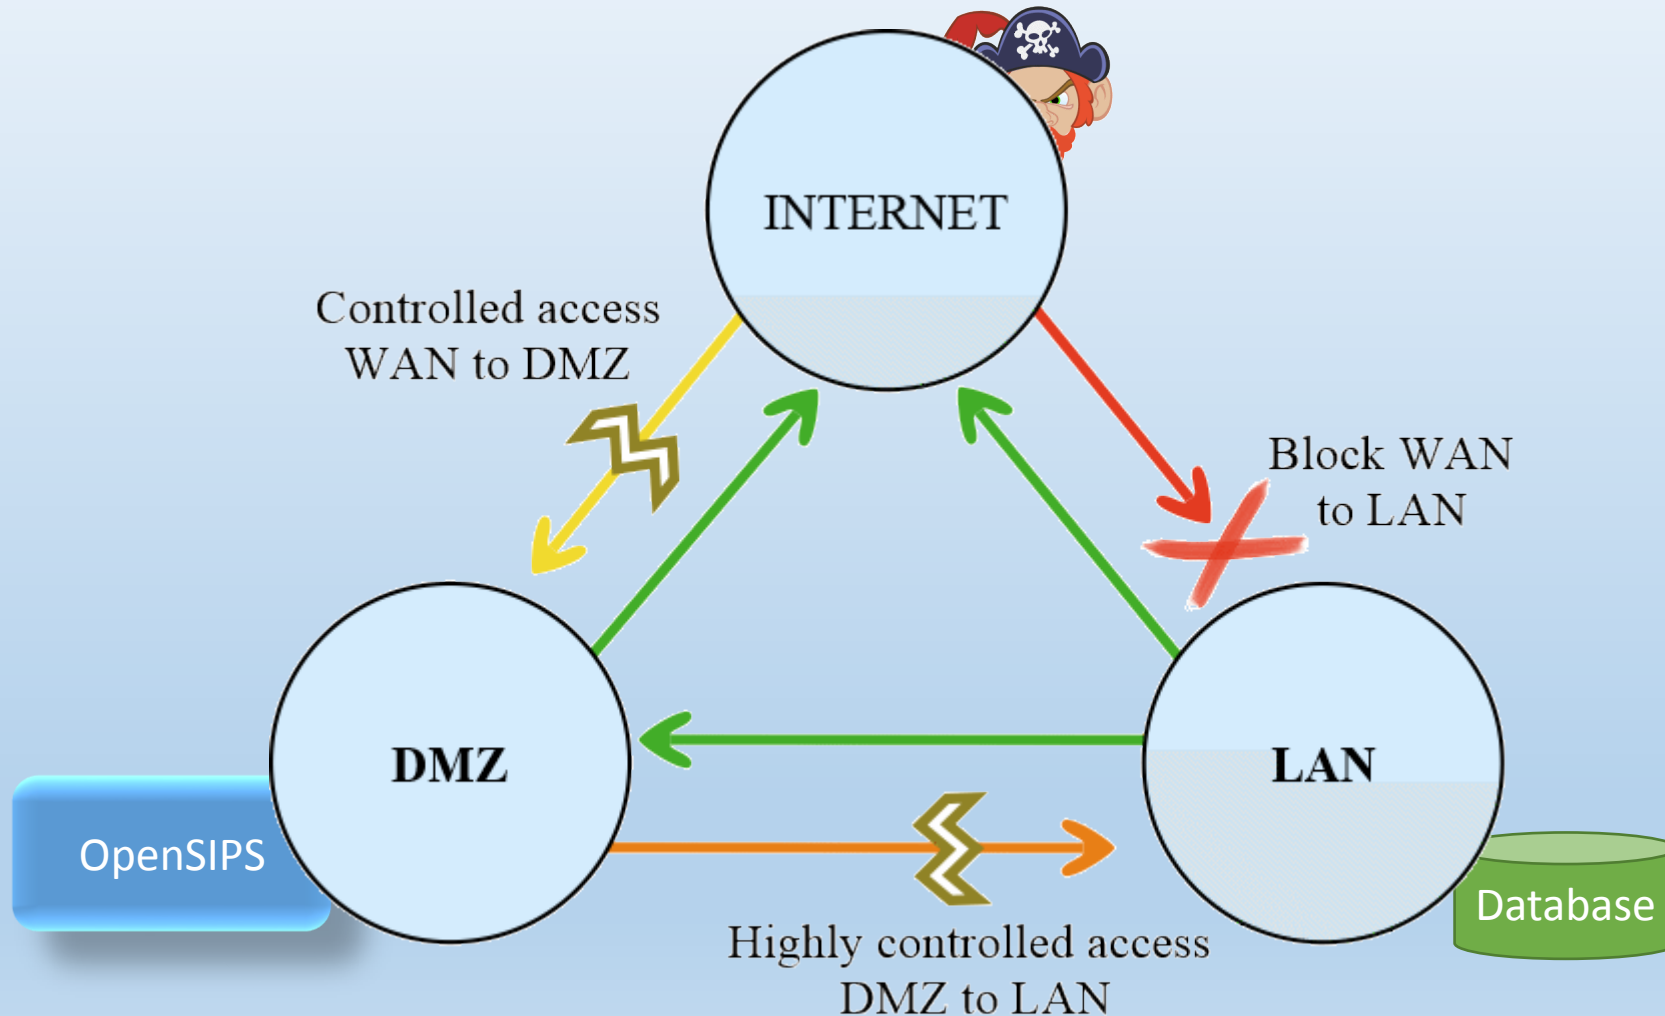 INTERNET
Controlled access
WAN to DMZ
Block WAN
to LAN
DMZ
LAN
OpenSIPS
Database
Highly controlled access
DMZ to LAN